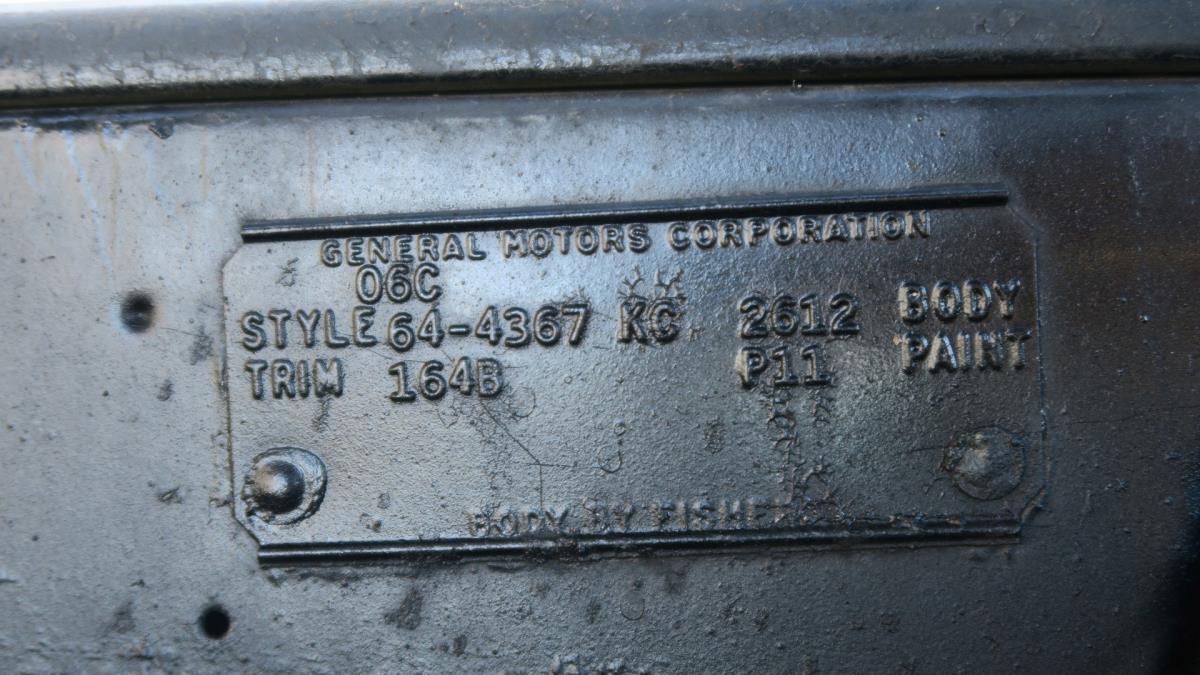 GENERAL MOTORS CORPORATION
06C
STYLE 64-4367 KC 2612 BODY
TRIM 164B P11 PAINT
BODY BY FISHER